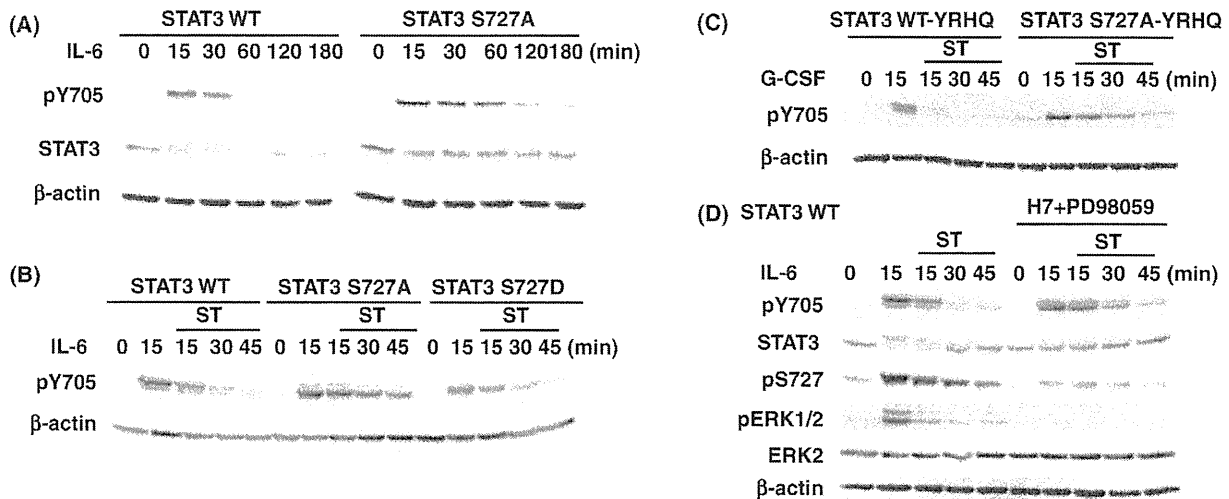 (A)
STAT3 WT STAT3 S727A
IL-6 0 15 30 60 120 180 0 15 30 60 120 180 (min)
pY705
STAT3
β-actin
(B)
STAT3 WT STAT3 S727A STAT3 S727D
ST ST ST
IL-6 0 15 15 30 45 0 15 15 30 45 0 15 15 30 45 (min)
pY705
β-actin
(C)
STAT3 WT-YRHQ STAT3 S727A-YRHQ
ST ST
G-CSF 0 15 15 30 45 0 15 15 30 45 (min)
pY705
β-actin
(D) STAT3 WT H7+PD98059
ST ST
IL-6 0 15 15 30 45 0 15 15 30 45 (min)
pY705
STAT3
pS727
pERK1/2
ERK2
β-actin